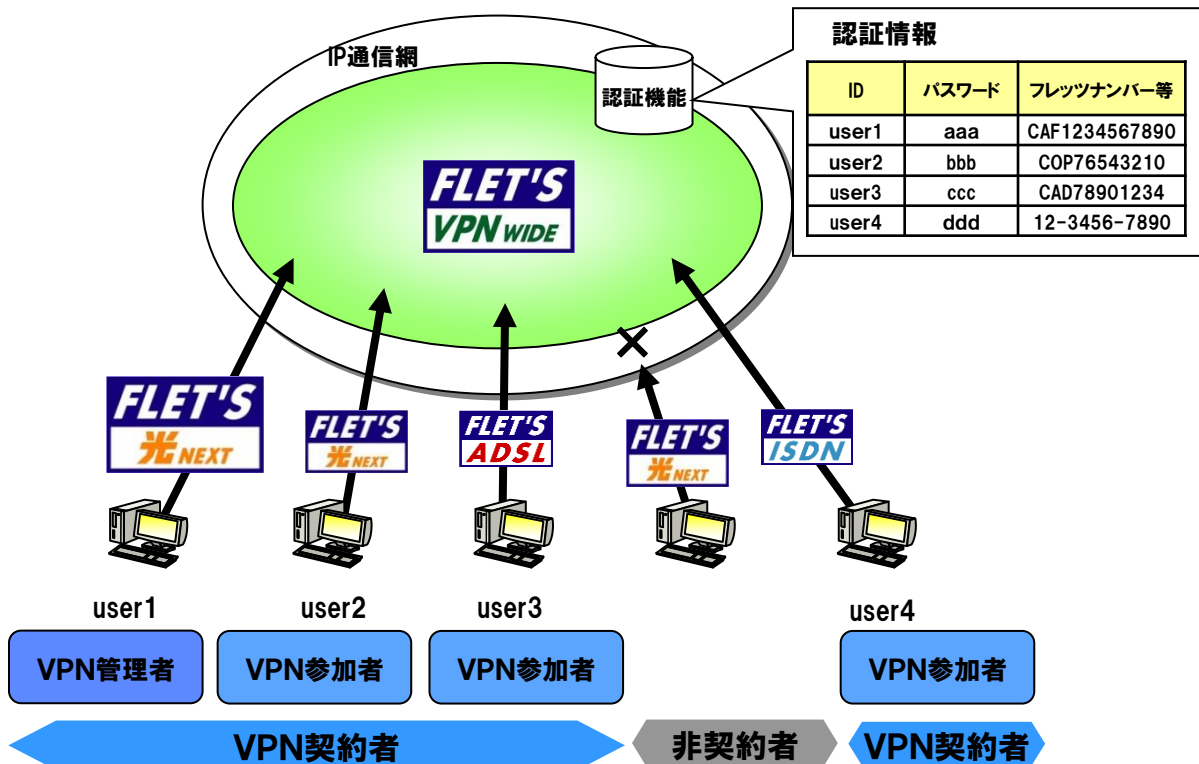 認証情報
IP通信網
認証機能
ID パスワード フレッツナンバー等
user1 aaa CAF1234567890
user2 bbb COP76543210
user3 ccc CAD78901234
user4 ddd 12-3456-7890
FLET'S
VPN WIDE
FLET'S
光 NEXT
FLET'S
光 NEXT
FLET'S
ADSL
FLET'S
光 NEXT
FLET'S
ISDN
user1 user2 user3 user4
VPN管理者 VPN参加者 VPN参加者 VPN参加者
VPN契約者 非契約者 VPN契約者